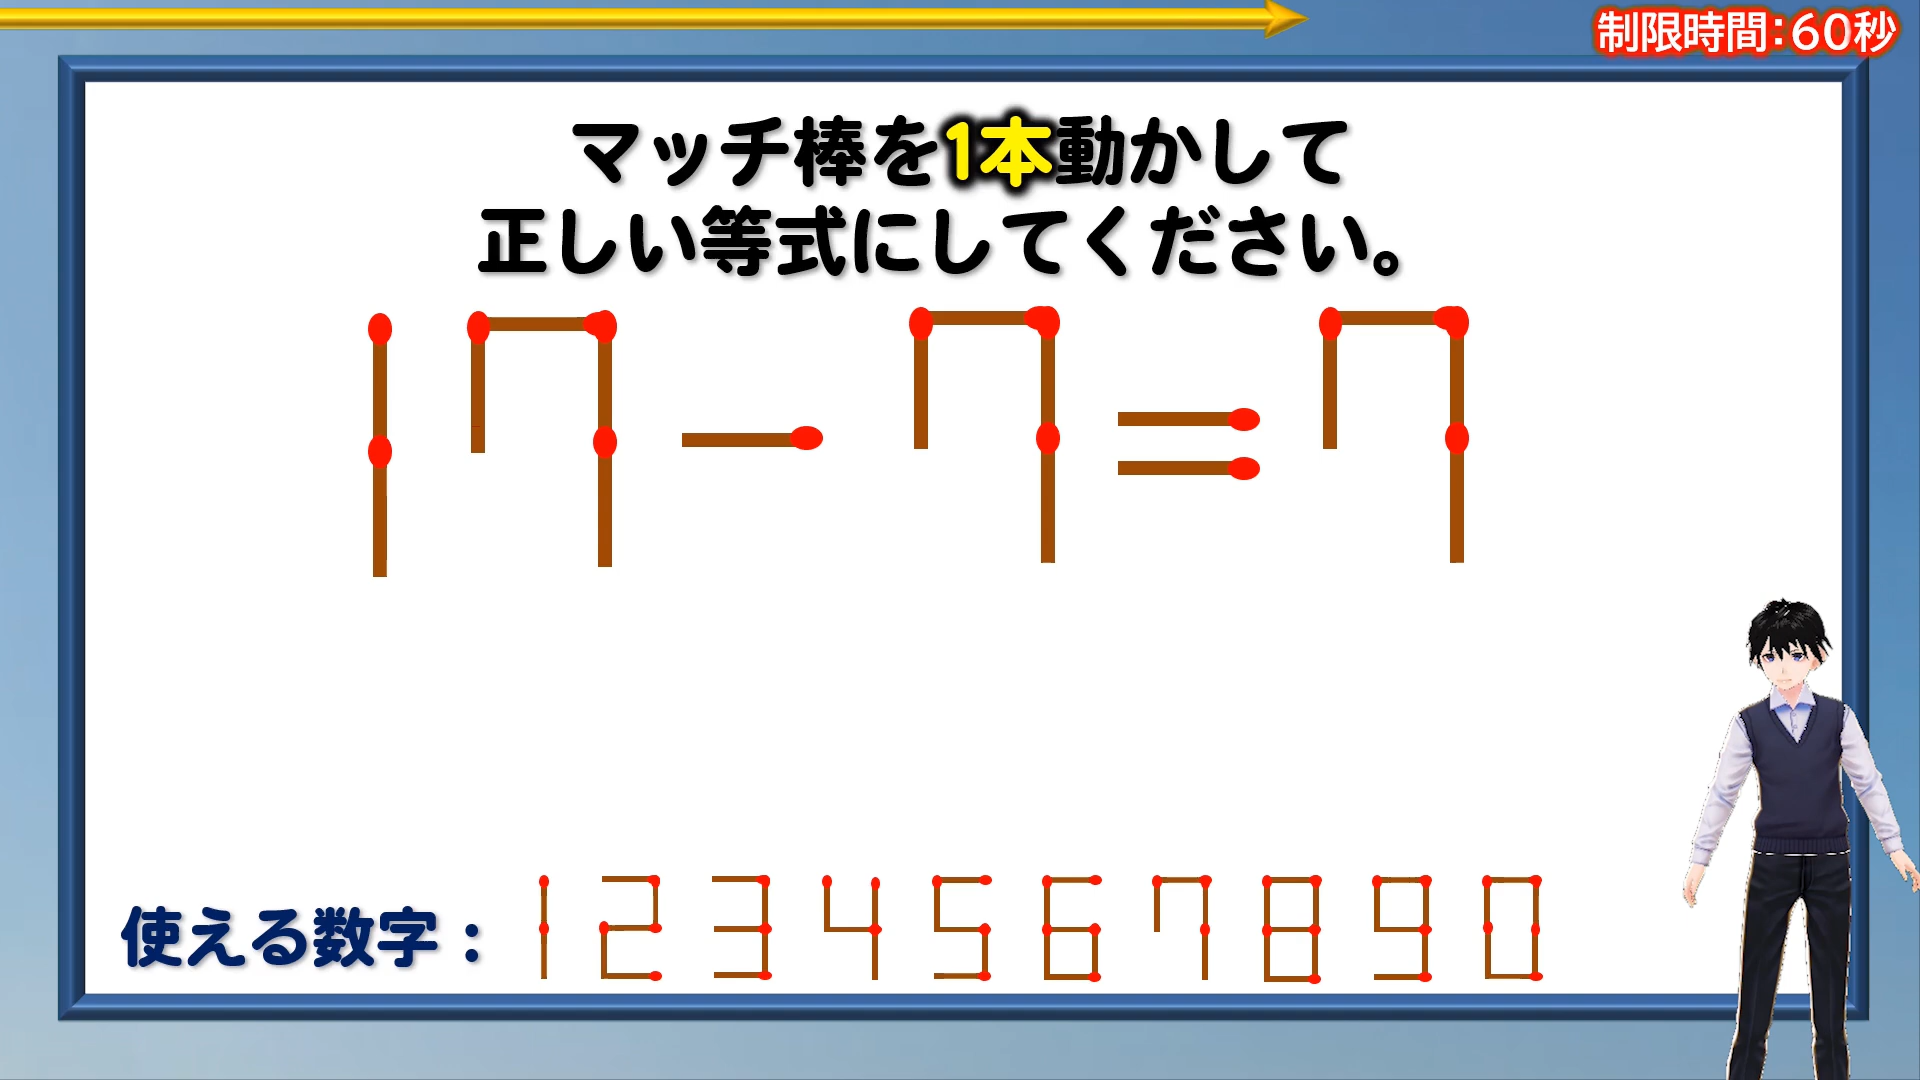 制限時間:60秒
マッチ棒を1本動かして
正しい等式にしてください。
17-7=7
使える数字：1234567890